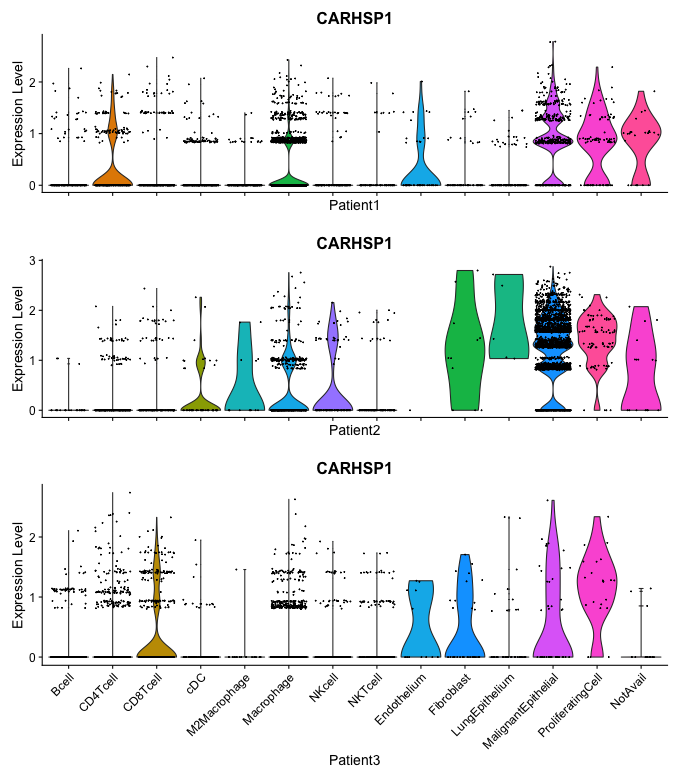 CARHSP1
Expression Level
2
1
0
Patient1
CARHSP1
Expression Level
3
2
1
0
Patient2
CARHSP1
Expression Level
2
1
0
Bcell
CD4Tcell
CD8Tcell
cDC
M2Macrophage
Macrophage
NKcell
NKTcell
Endothelium
Fibroblast
LungEpithelium
MalignantEpithelial
ProliferatingCell
NotAvail
Patient3